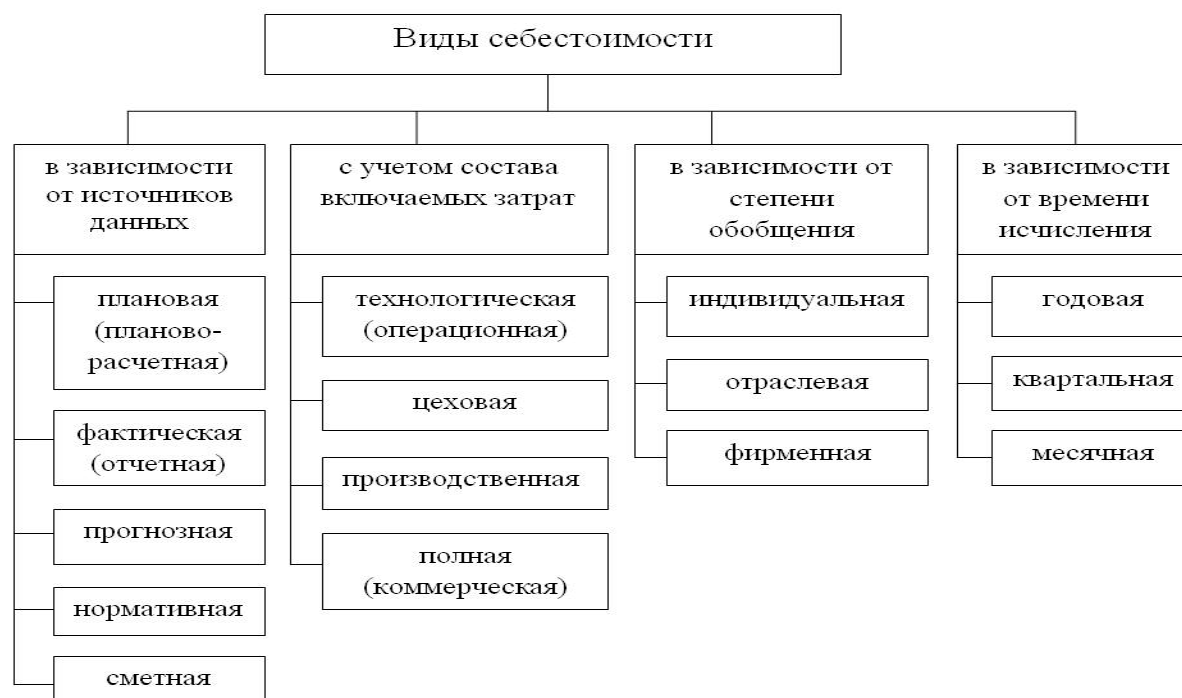 Виды себестоимости
в зависимости
от источников
данных
плановая
(планово-
расчетная)
фактическая
(отчетная)
прогнозная
нормативная
сметная
с учетом состава
включаемых затрат
технологическая
(операционная)
цеховая
производственная
полная
(коммерческая)
в зависимости от
степени
обобщения
индивидуальная
отраслевая
фирменная
в зависимости
от времени
исчисления
годовая
квартальная
месячная